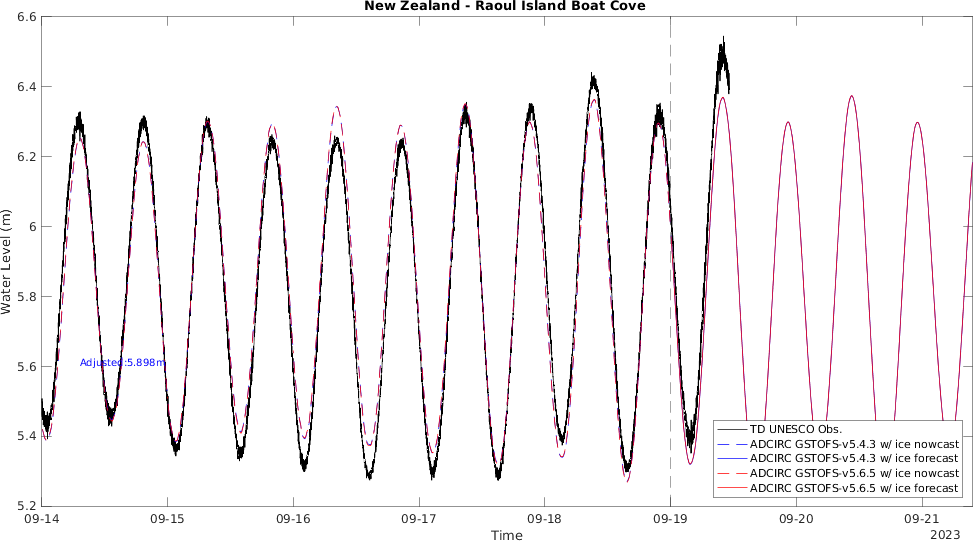 New Zealand - Raoul Island Boat Cove
6.6
6.4
6.2
6
5.8
5.6
5.4
5.2
Water Level (m)
Adjusted:5.898m
TD UNESCO Obs.
ADCIRC GSTOFS-v5.4.3 w/ ice nowcast
ADCIRC GSTOFS-v5.4.3 w/ ice forecast
ADCIRC GSTOFS-v5.6.5 w/ ice nowcast
ADCIRC GSTOFS-v5.6.5 w/ ice forecast
09-14 09-15 09-16 09-17 09-18 09-19 09-20 09-21
Time
2023